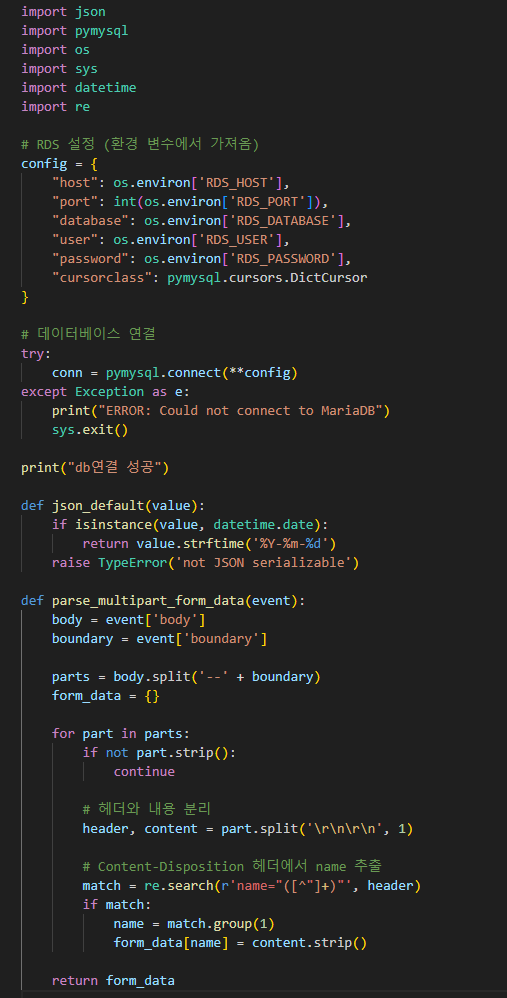 import json
import pymysql
import os
import sys
import datetime
import re

# RDS 설정 (환경 변수에서 가져옴)
config = {
    "host": os.environ['RDS_HOST'],
    "port": int(os.environ['RDS_PORT']),
    "database": os.environ['RDS_DATABASE'],
    "user": os.environ['RDS_USER'],
    "password": os.environ['RDS_PASSWORD'],
    "cursorclass": pymysql.cursors.DictCursor
}

# 데이터베이스 연결
try:
    conn = pymysql.connect(**config)
except Exception as e:
    print("ERROR: Could not connect to MariaDB")
    sys.exit()

print("db연결 성공")

def json_default(value):
    if isinstance(value, datetime.date):
        return value.strftime('%Y-%m-%d')
    raise TypeError('not JSON serializable')

def parse_multipart_form_data(event):
    body = event['body']
    boundary = event['boundary']

    parts = body.split('--' + boundary)
    form_data = {}

    for part in parts:
        if not part.strip():
            continue

        # 헤더와 내용 분리
        header, content = part.split('\r\n\r\n', 1)

        # Content-Disposition 헤더에서 name 추출
        match = re.search(r'name="([^"]+)"', header)
        if match:
            name = match.group(1)
            form_data[name] = content.strip()

    return form_data